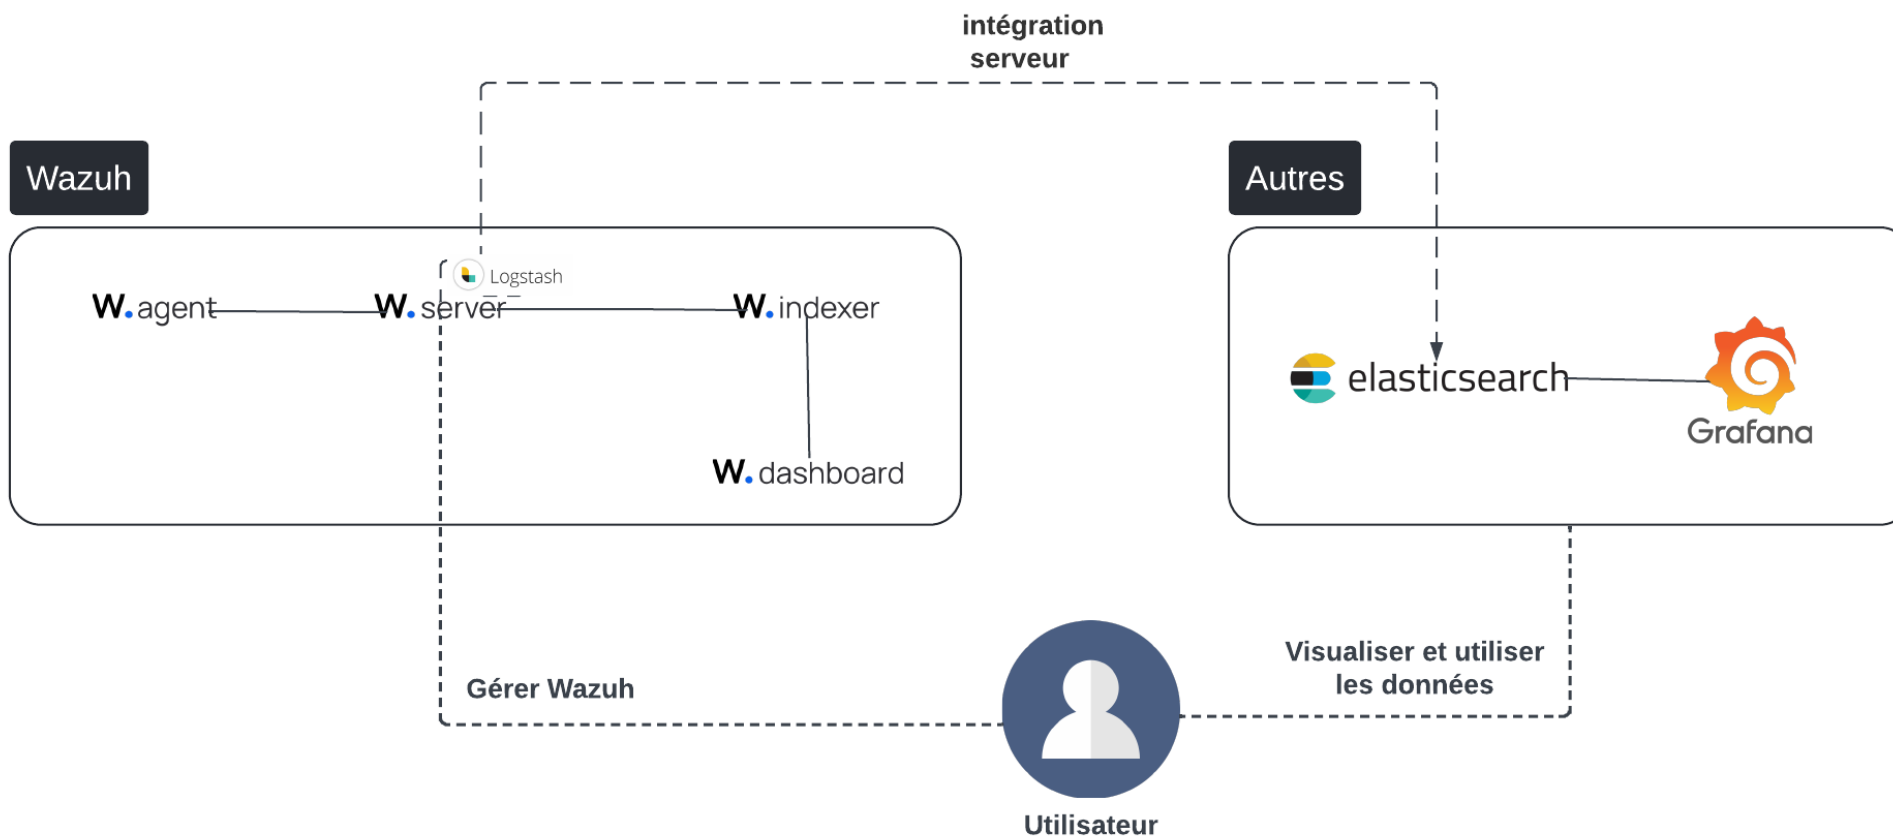 intégration
serveur
Wazuh
Autres
Logstash
W.agent
W.server
W.indexer
elasticsearch
Grafana
W.dashboard
Visualiser et utiliser
les données
Gérer Wazuh
Utilisateur